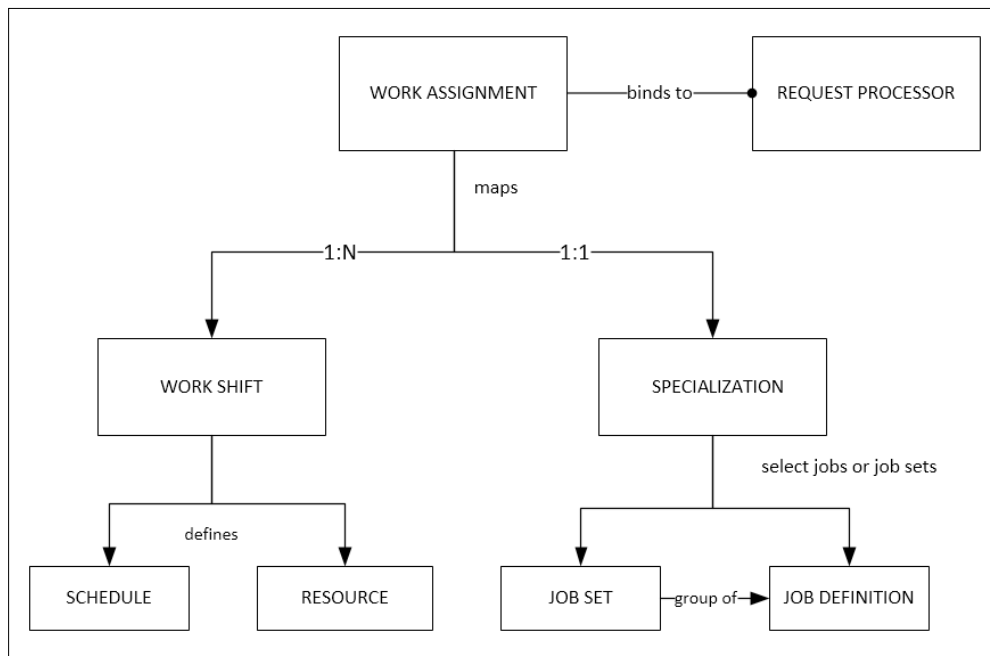 WORK ASSIGNMENT
binds to
REQUEST PROCESSOR
maps
1:N
1:1
WORK SHIFT
SPECIALIZATION
select jobs or job sets
defines
SCHEDULE
RESOURCE
JOB SET
group of
JOB DEFINITION